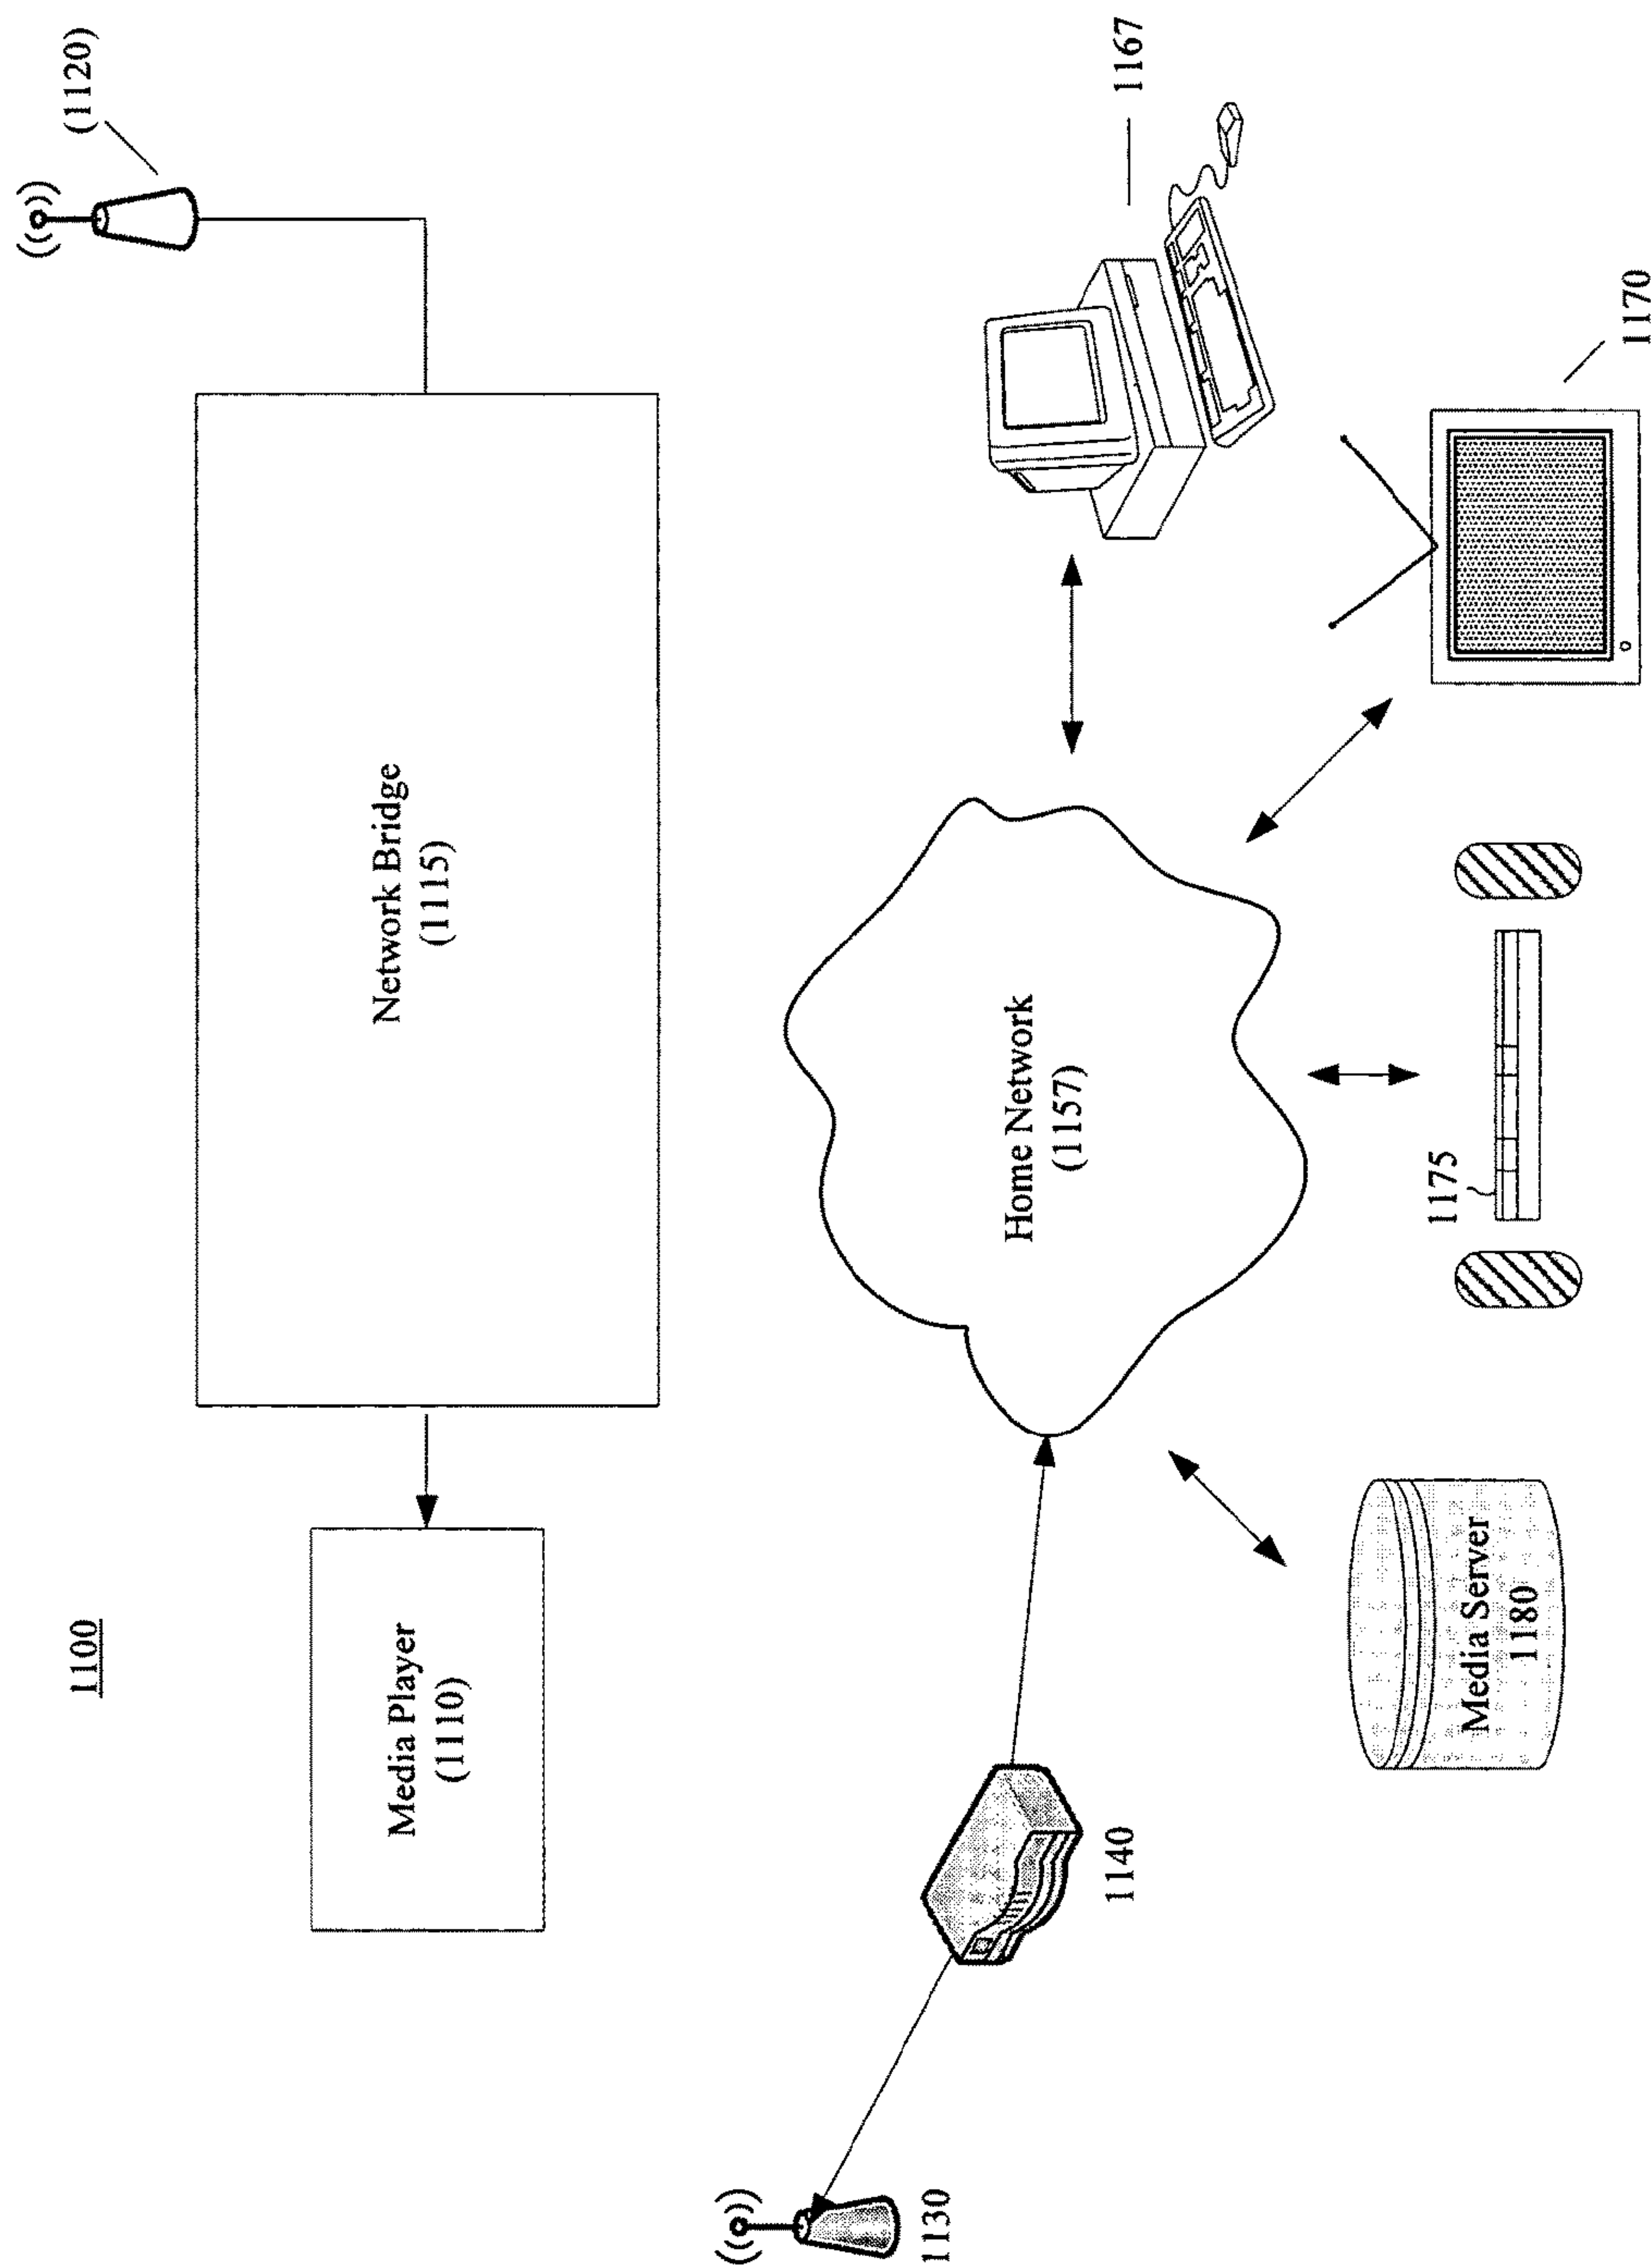 1100
Media Player
(1110)
Network Bridge
(1115)
(1120)
1130
1140
Home Network
(1157)
1167
1170
1175
Media Server
1180